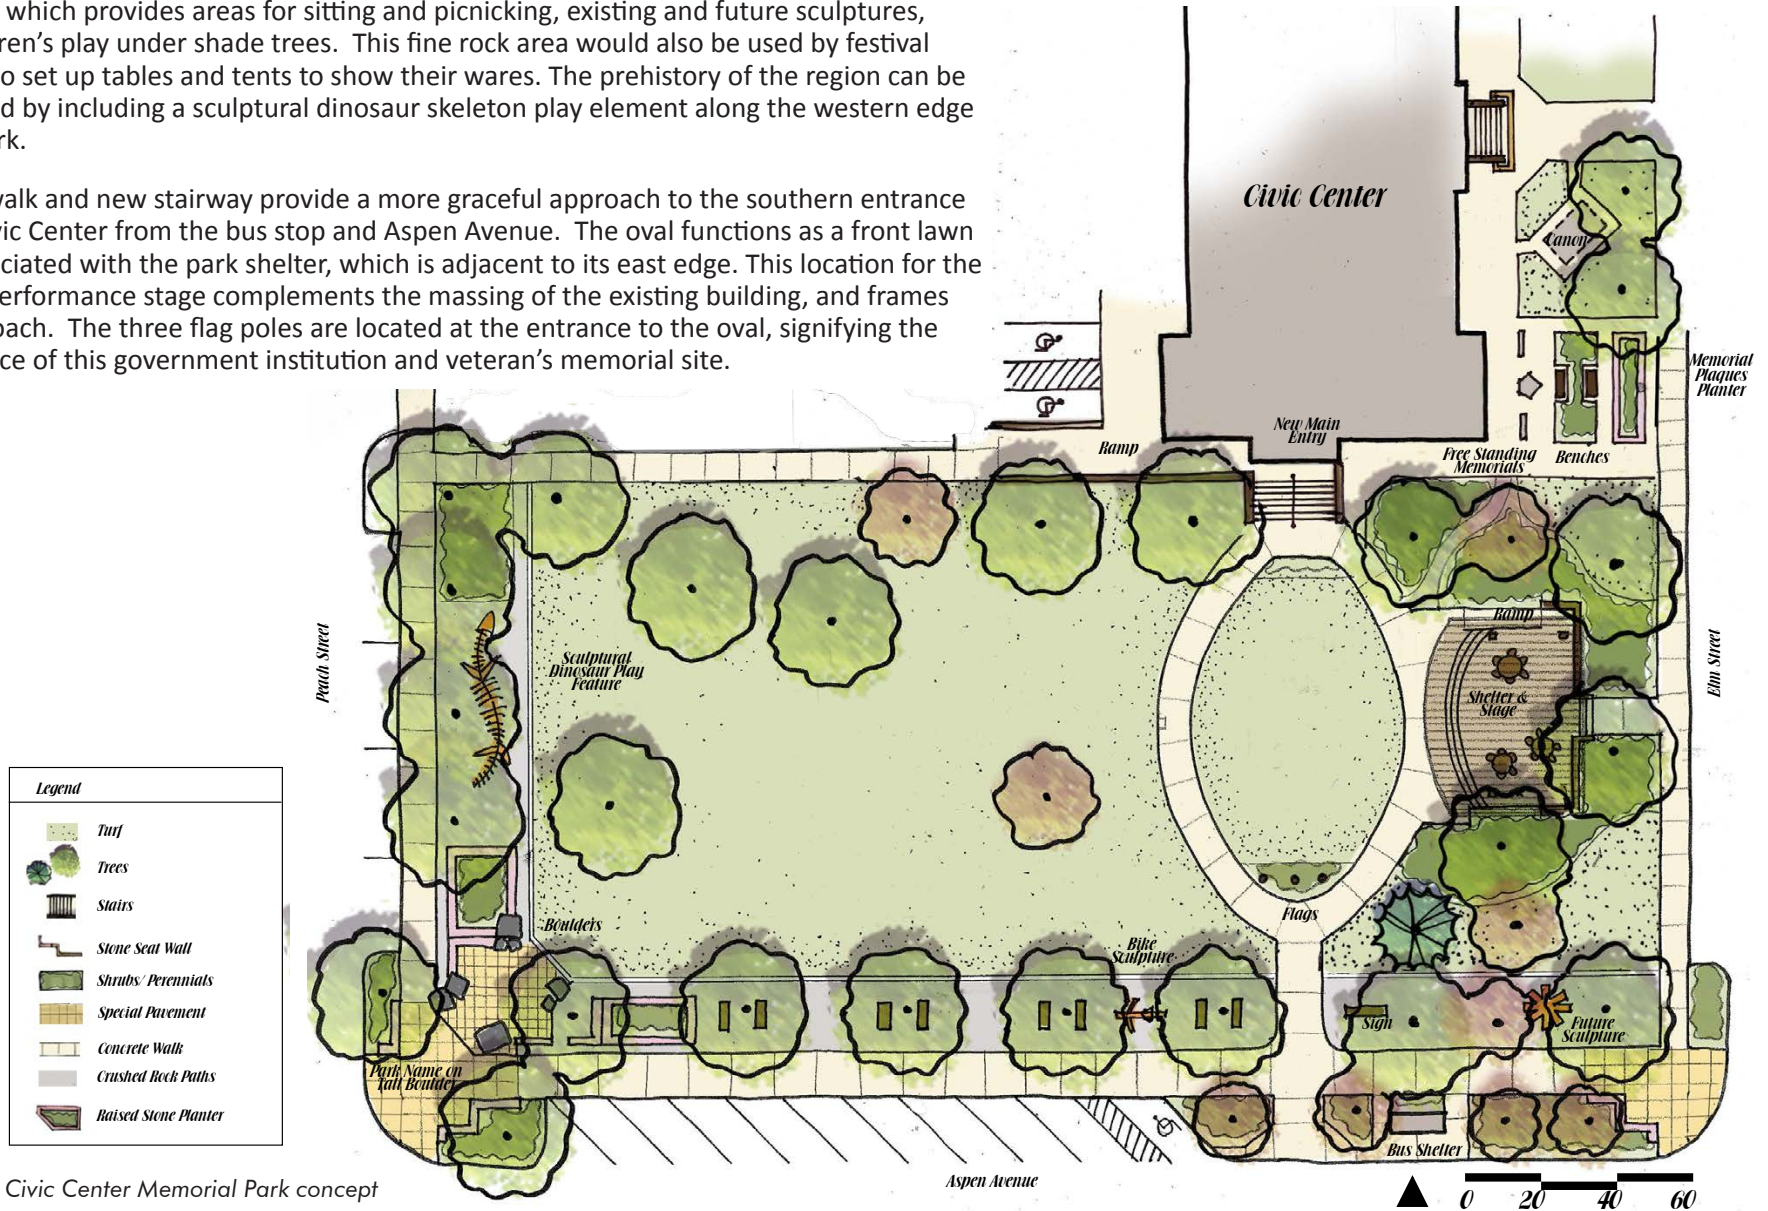 which provides areas for sitting and picnicking, existing and future sculptures,
ren's play under shade trees. This fine rock area would also be used by festival
o set up tables and tents to show their wares. The prehistory of the region can be
d by including a sculptural dinosaur skeleton play element along the western edge
rk.
valk and new stairway provide a more graceful approach to the southern entrance
vic Center from the bus stop and Aspen Avenue. The oval functions as a front lawn
ciated with the park shelter, which is adjacent to its east edge. This location for the
erformance stage complements the massing of the existing building, and frames
oach. The three flag poles are located at the entrance to the oval, signifying the
ce of this government institution and veteran's memorial site.
Civic Center
Canon
Memorial
Plaques
Planter
New Main
Entry
Ramp
Free Standing
Memorials
Benches
Ramp
Sculptural
Dinosaur Play
Feature
Peach Street
Elm Street
Shelter &
Stage
Flags
Boulders
Bike
Sculpture
Sign
Future
Sculpture
Park Name on
Tall Boulder
Bus Shelter
Aspen Avenue
0 20 40 60
Legend
Turf
Trees
Stairs
Stone Seat Wall
Shrubs/ Perennials
Special Pavement
Concrete Walk
Crushed Rock Paths
Raised Stone Planter
Civic Center Memorial Park concept